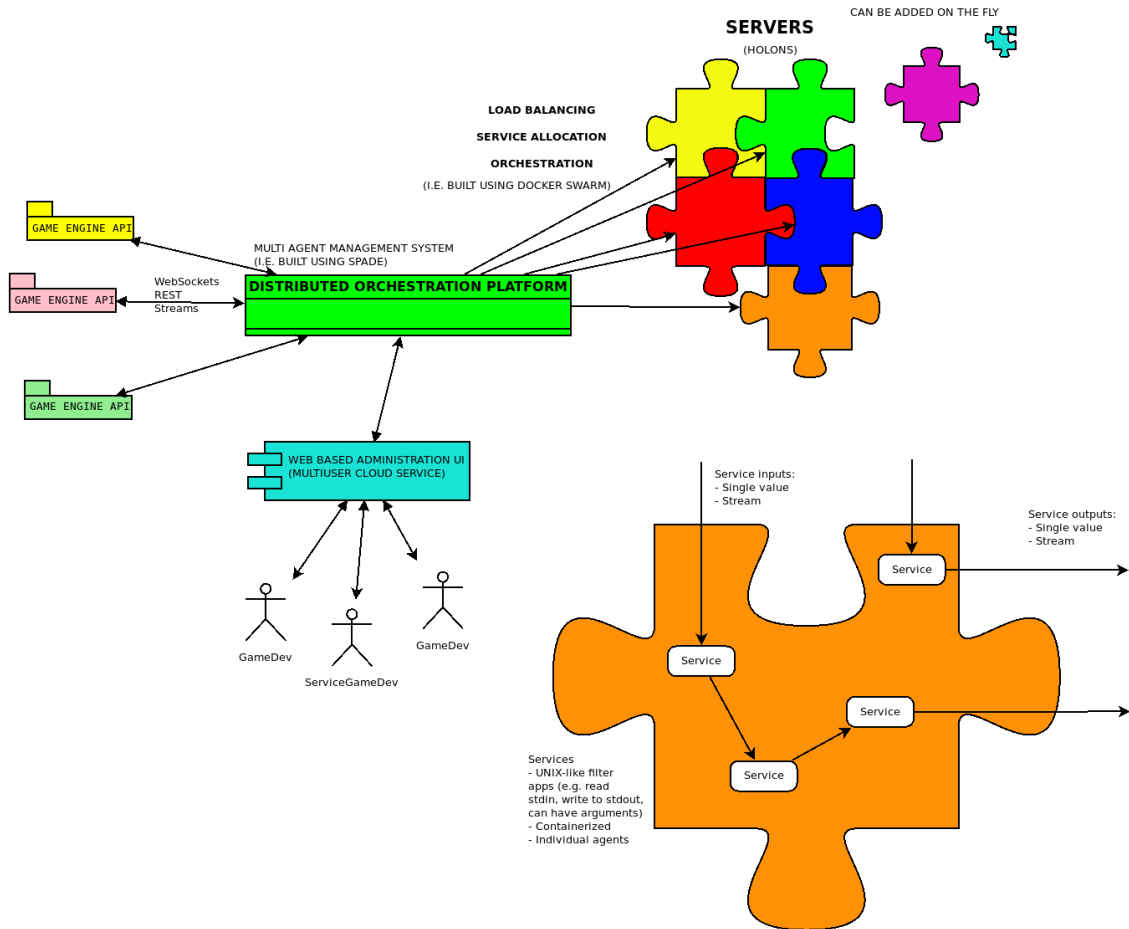 CAN BE ADDED ON THE FLY
SERVERS
(HOLONS)
LOAD BALANCING
SERVICE ALLOCATION
ORCHESTRATION
(I.E. BUILT USING DOCKER SWARM)
GAME ENGINE API
MULTI AGENT MANAGEMENT SYSTEM
(I.E. BUILT USING SPADE)
DISTRIBUTED ORCHESTRATION PLATFORM
WebSockets
REST
Streams
GAME ENGINE API
GAME ENGINE API
WEB BASED ADMINISTRATION UI
(MULTIUSER CLOUD SERVICE)
GameDev
ServiceGameDev
GameDev
Service inputs:
- Single value
- Stream
Service outputs:
- Single value
- Stream
Service
Service
Service
Service
Services
- UNIX-like filter
apps (e.g. read
stdin, write to stdout,
can have arguments)
- Containerized
- Individual agents